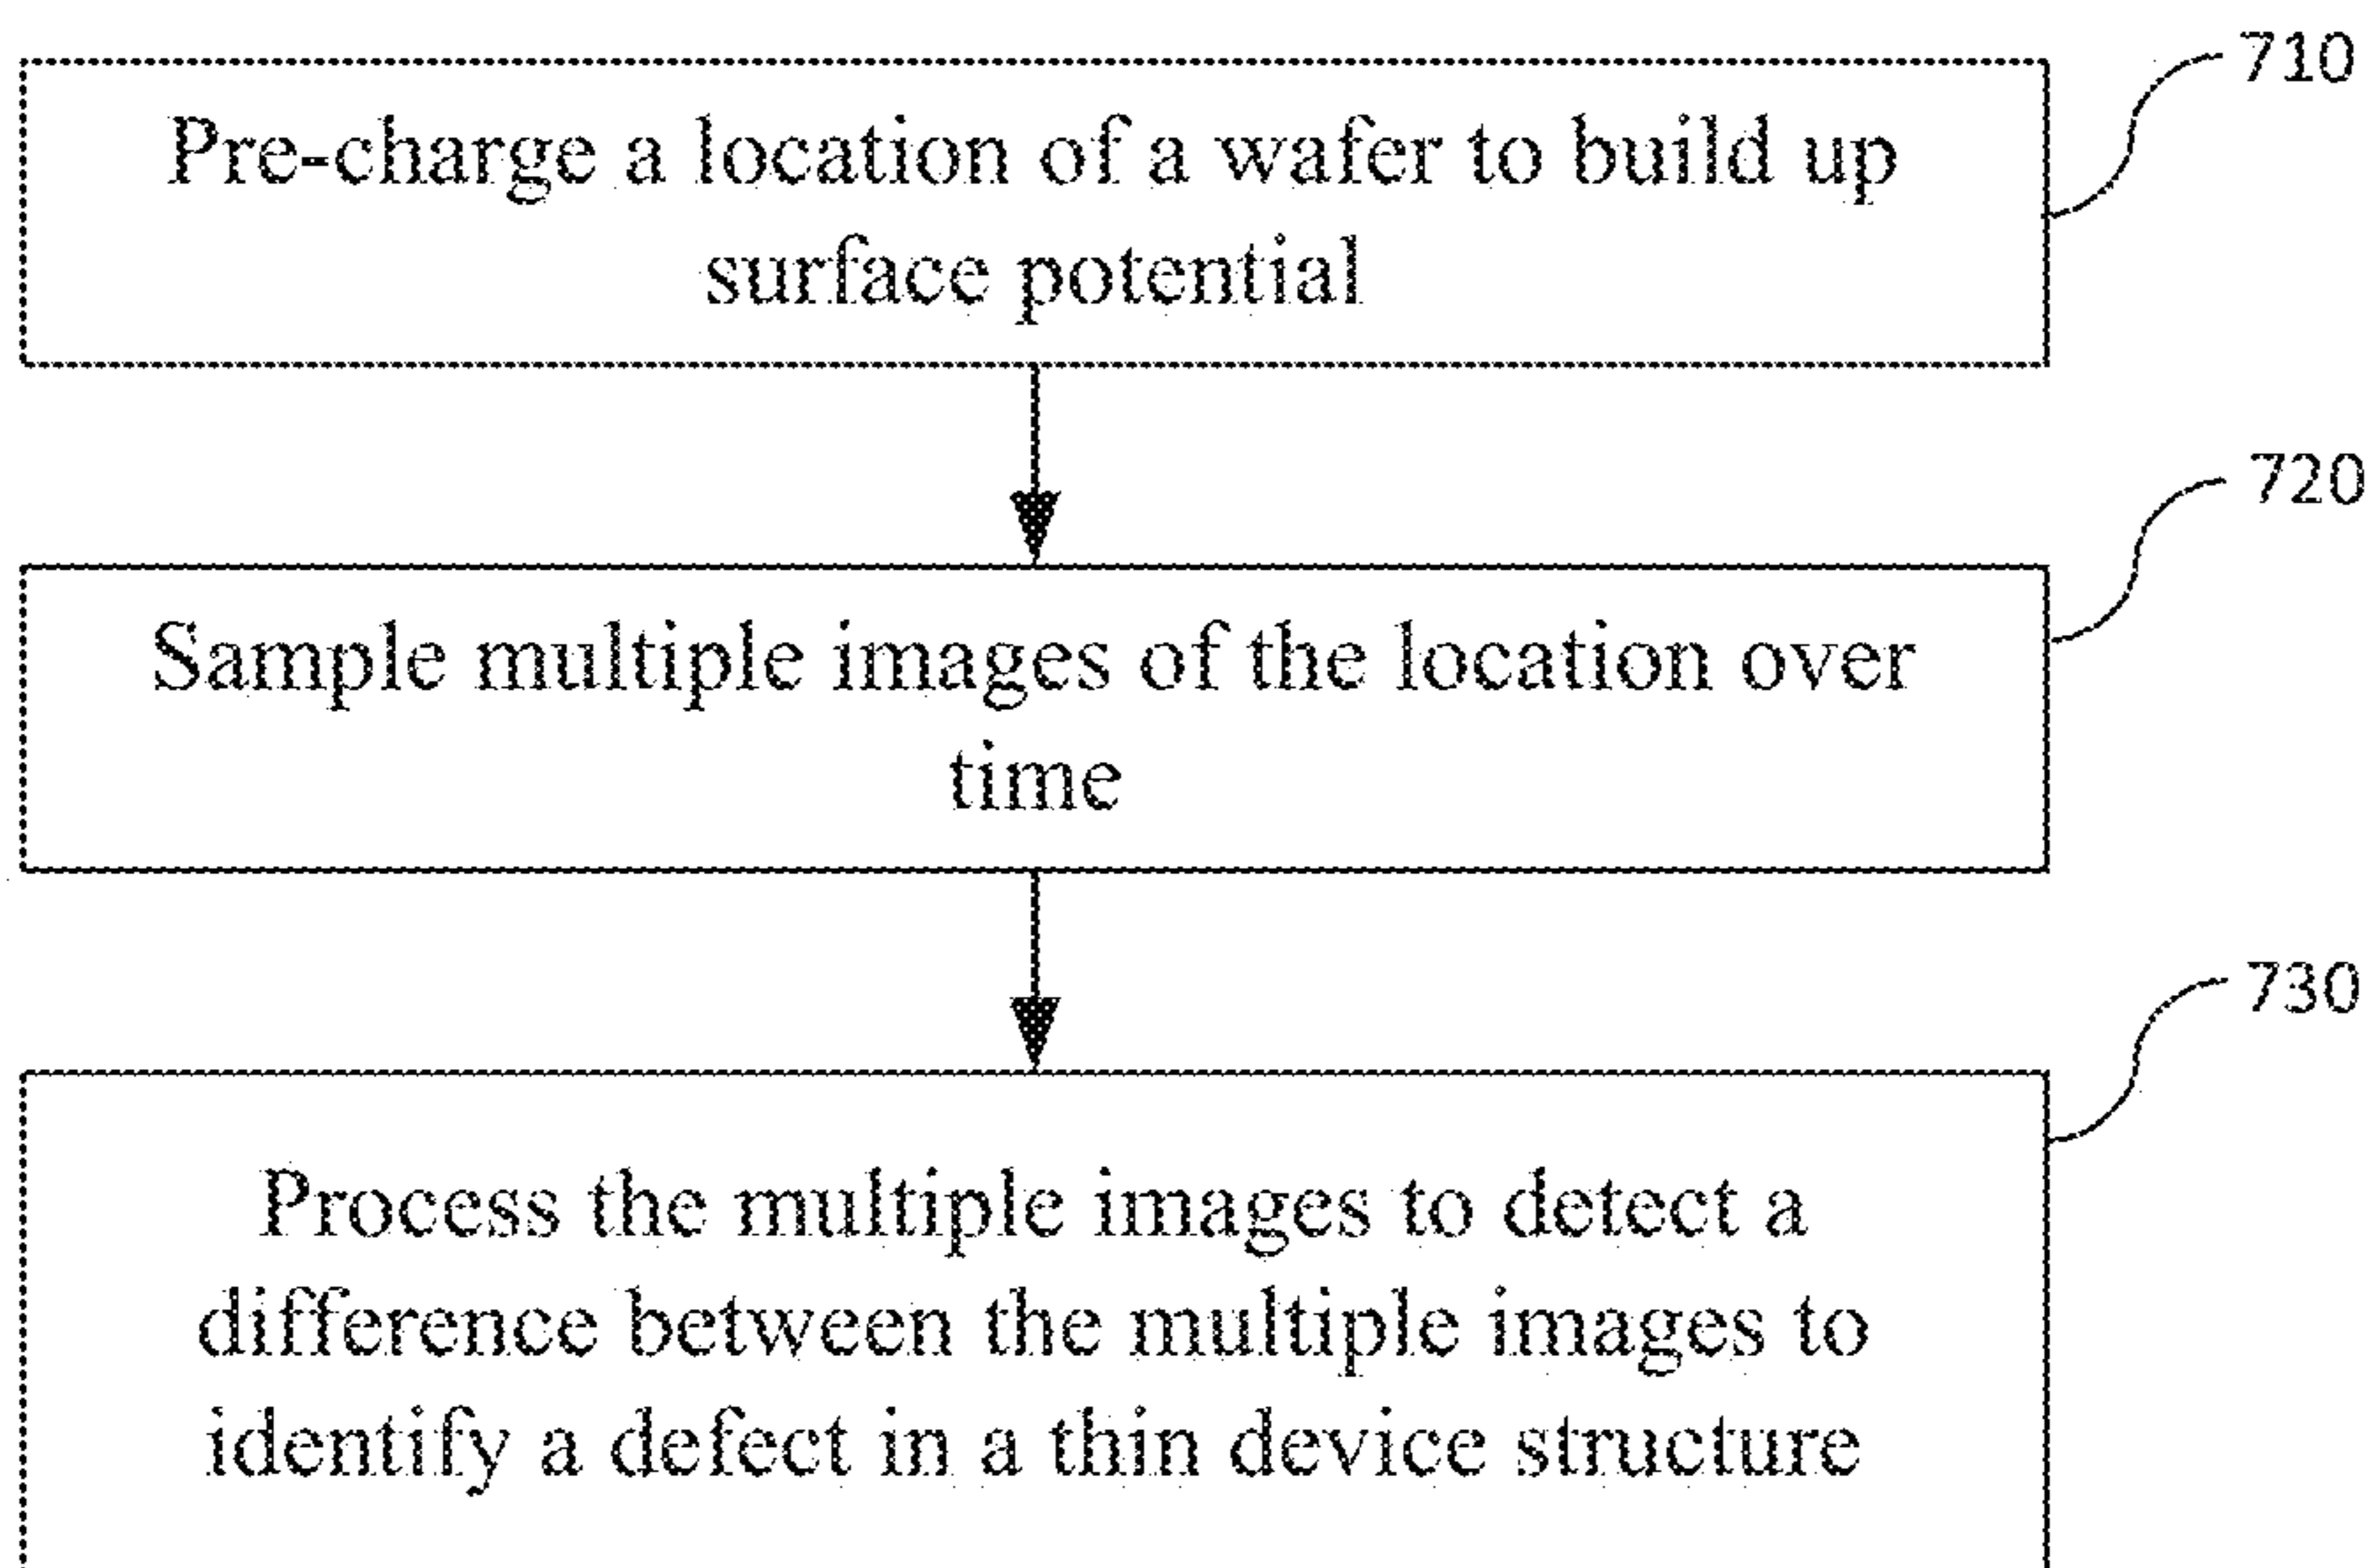 710
Pre-charge a location of a wafer to build up
surface potential
720
Sample multiple images of the location over
time
730
Process the multiple images to detect a
difference between the multiple images to
identify a defect in a thin device structure